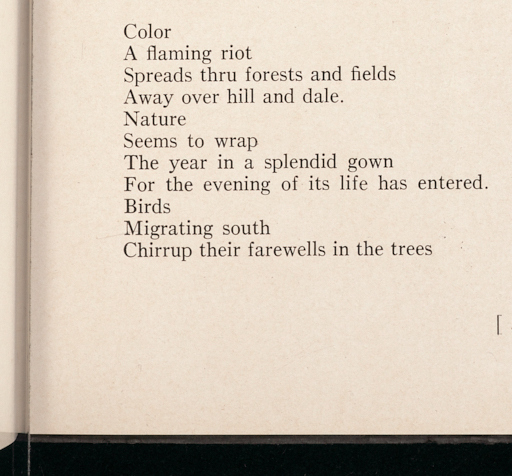 Color
A flaming riot
Spreads thru forests and fields
Away over hill and dale.
Nature
Seems to wrap
The year in a splendid gown
For the evening of its life has entered.
Birds
Migrating south
Chirrup their farewells in the trees
[